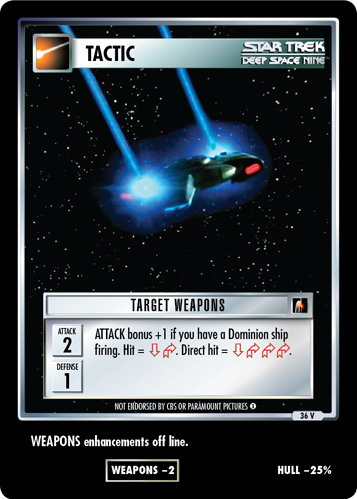 TACTIC
STAR TREK
DEEP SPACE NINE™
TARGET WEAPONS
ATTACK
2
DEFENSE
1
ATTACK bonus +1 if you have a Dominion ship
firing. Hit = . Direct hit = .
NOT ENDORSED BY CBS OR PARAMOUNT PICTURES
36 V
WEAPONS enhancements off line.
WEAPONS –2
HULL –25%